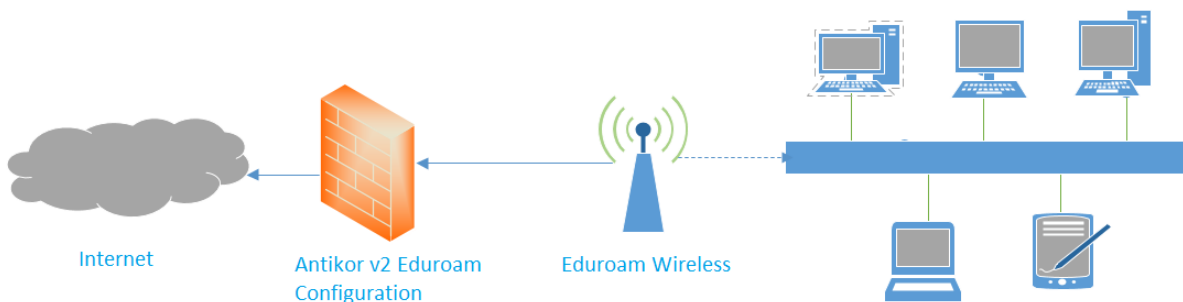 Internet
Antikor v2 Eduroam
Configuration
Eduroam Wireless